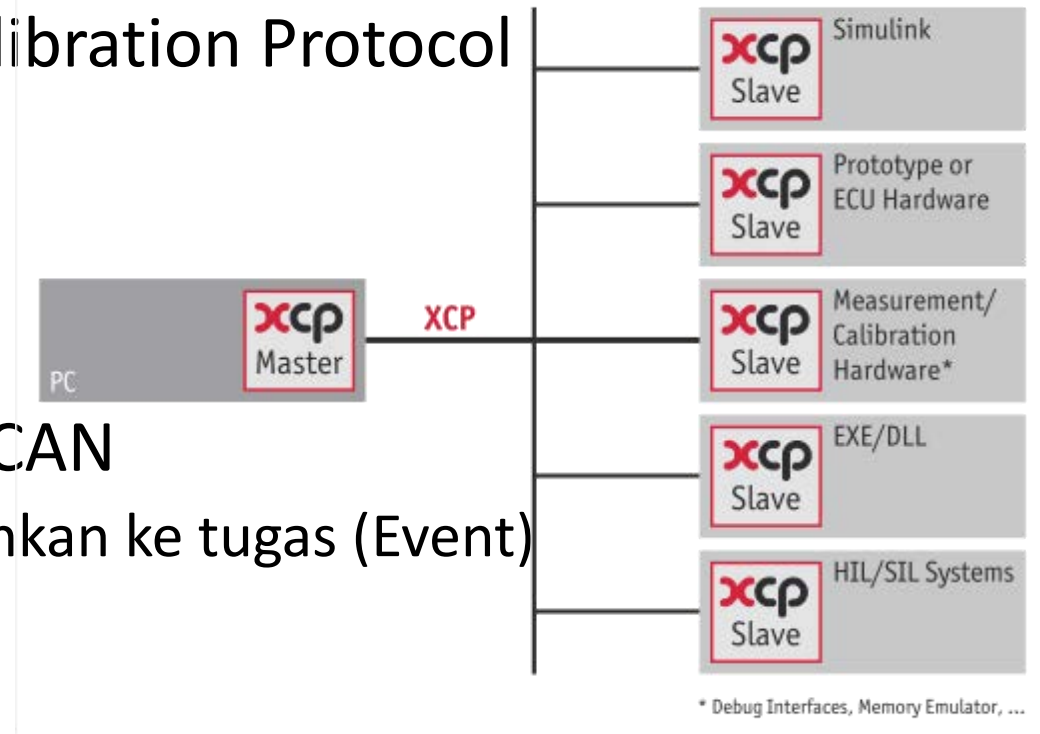 libration Protocol
CAN
nkan ke tugas (Event)
PC
xcp
Master
XCP
xcp
Slave
Simulink
xcp
Slave
Prototype or
ECU Hardware
xcp
Slave
Measurement/
Calibration
Hardware*
xcp
Slave
EXE/DLL
xcp
Slave
HIL/SIL Systems
* Debug Interfaces, Memory Emulator, ...